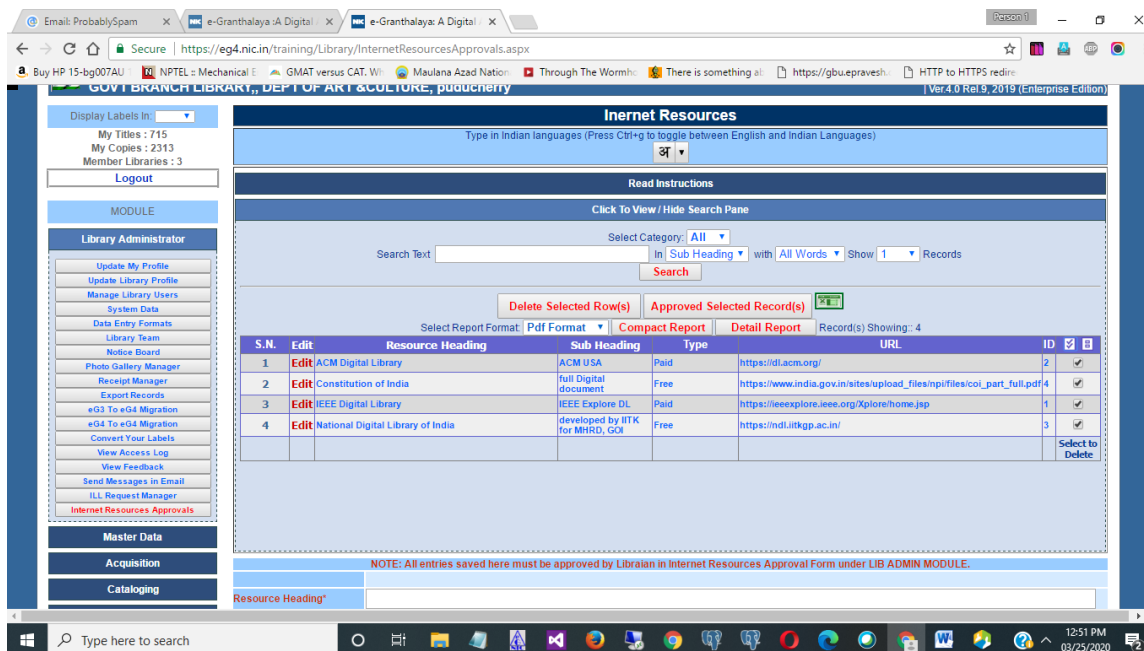 Email: ProbablySpam
e-Granthalaya :A Digital
e-Granthalaya: A Digital
Person 1
Secure | https://eg4.nic.in/training/Library/InternetResourcesApprovals.aspx
Buy HP 15-bg007AU
NPTEL :: Mechanical E
GMAT versus CAT. Wh
Maulana Azad Nation
Through The Wormho
There is something ab
https://gbu.epravesh.
HTTP to HTTPS redire
GOVT BRANCH LIBRARY,, DEPT OF ART &CULTURE, puducherry
| Ver.4.0 Rel.9, 2019 (Enterprise Edition)
Display Labels In:
My Titles : 715
My Copies : 2313
Member Libraries : 3
Logout
MODULE
Library Administrator
Update My Profile
Update Library Profile
Manage Library Users
System Data
Data Entry Formats
Library Team
Notice Board
Photo Gallery Manager
Receipt Manager
Export Records
eG3 To eG4 Migration
eG4 To eG4 Migration
Convert Your Labels
View Access Log
View Feedback
Send Messages in Email
ILL Request Manager
Internet Resources Approvals
Master Data
Acquisition
Cataloging
Inernet Resources
Type in Indian languages (Press Ctrl+g to toggle between English and Indian Languages)
अ
Read Instructions
Click To View / Hide Search Pane
Select Category: All
Search Text In Sub Heading with All Words Show 1 Records
Search
Delete Selected Row(s) Approved Selected Record(s)
Select Report Format: Pdf Format Compact Report Detail Report Record(s) Showing:: 4
S.N. Edit Resource Heading Sub Heading Type URL ID
1 Edit ACM Digital Library ACM USA Paid https://dl.acm.org/ 2
2 Edit Constitution of India full Digital document Free https://www.india.gov.in/sites/upload_files/npi/files/coi_part_full.pdf 4
3 Edit IEEE Digital Library IEEE Explore DL Paid https://ieeexplore.ieee.org/Xplore/home.jsp 1
4 Edit National Digital Library of India developed by IITK for MHRD, GOI Free https://ndl.iitkgp.ac.in/ 3
Select to Delete
NOTE: All entries saved here must be approved by Libraian in Internet Resources Approval Form under LIB ADMIN MODULE.
Resource Heading*
Type here to search
12:51 PM
03/25/2020